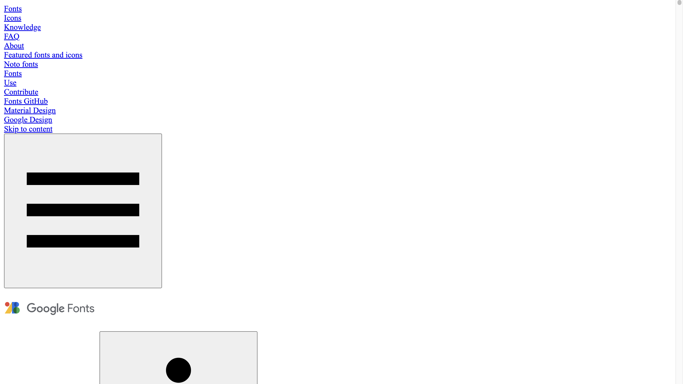 Fonts
Icons
Knowledge
FAQ
About
Featured fonts and icons
Noto fonts
Fonts
Use
Contribute
Fonts GitHub
Material Design
Google Design
Skip to content
Google Fonts